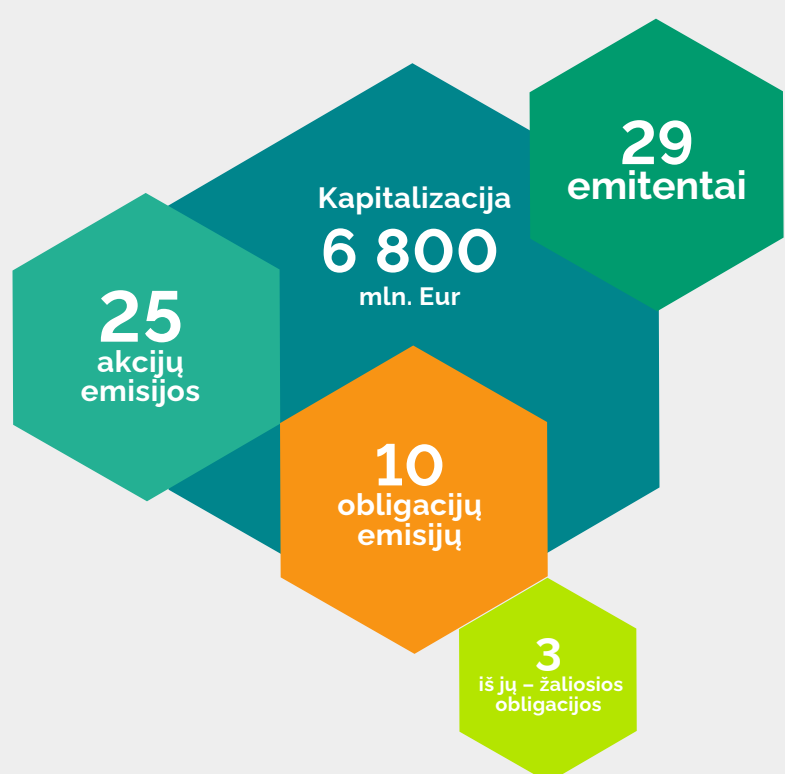 29
emitentai
Kapitalizacija
6 800
mln. Eur
25
akcijų
emisijos
10
obligacijų
emisijų
3
iš jų – žaliosios
obligacijos